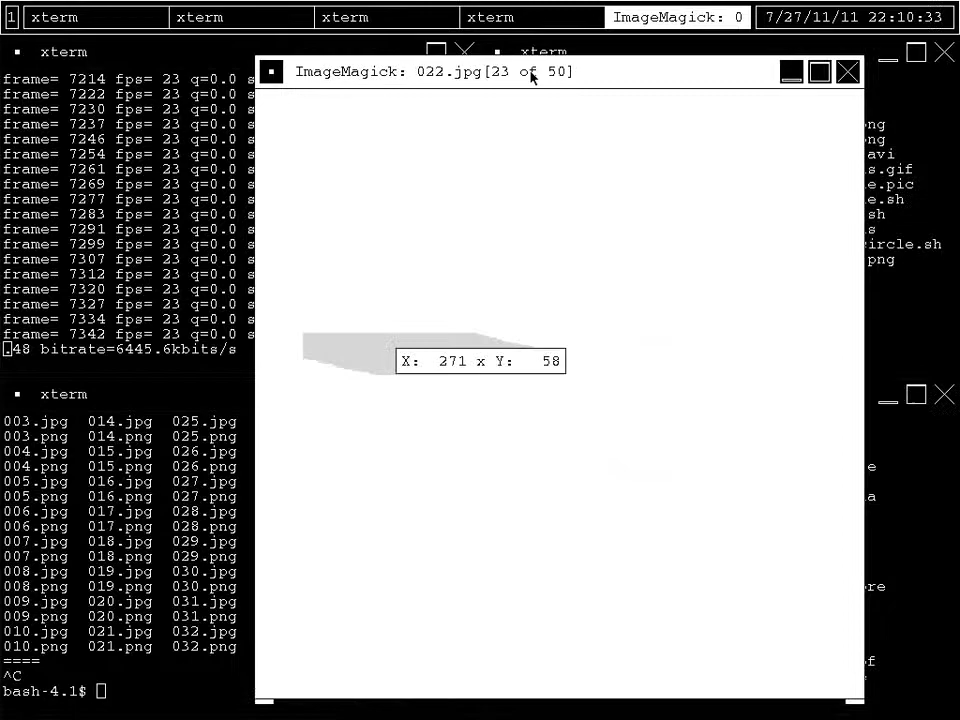 1 xterm xterm xterm xterm ImageMagick: 0 7/27/11/11 22:10:33
xterm
xterm
ImageMagick: 022.jpg[23 of 50]
frame= 7214 fps= 23 q=0.0 s
frame= 7222 fps= 23 q=0.0 s
frame= 7230 fps= 23 q=0.0 s
frame= 7237 fps= 23 q=0.0 s
frame= 7246 fps= 23 q=0.0 s
frame= 7254 fps= 23 q=0.0 s
frame= 7261 fps= 23 q=0.0 s
frame= 7269 fps= 23 q=0.0 s
frame= 7277 fps= 23 q=0.0 s
frame= 7283 fps= 23 q=0.0 s
frame= 7291 fps= 23 q=0.0 s
frame= 7299 fps= 23 q=0.0 s
frame= 7307 fps= 23 q=0.0 s
frame= 7312 fps= 23 q=0.0 s
frame= 7320 fps= 23 q=0.0 s
frame= 7327 fps= 23 q=0.0 s
frame= 7334 fps= 23 q=0.0 s
frame= 7342 fps= 23 q=0.0 s
.48 bitrate=6445.6kbits/s
ng
ng
avi
s.gif
e.pic
e.sh
sh
s
ircle.sh
png
X: 271 x Y: 58
xterm
003.jpg 014.jpg 025.jpg
003.png 014.png 025.png
004.jpg 015.jpg 026.jpg
004.png 015.png 026.png
005.jpg 016.jpg 027.jpg
005.png 016.png 027.png
006.jpg 017.jpg 028.jpg
006.png 017.png 028.png
007.jpg 018.jpg 029.jpg
007.png 018.png 029.png
008.jpg 019.jpg 030.jpg
008.png 019.png 030.png
009.jpg 020.jpg 031.jpg
009.png 020.png 031.png
010.jpg 021.jpg 032.jpg
010.png 021.png 032.png
====
^C
bash-4.1$
e
a
re
f